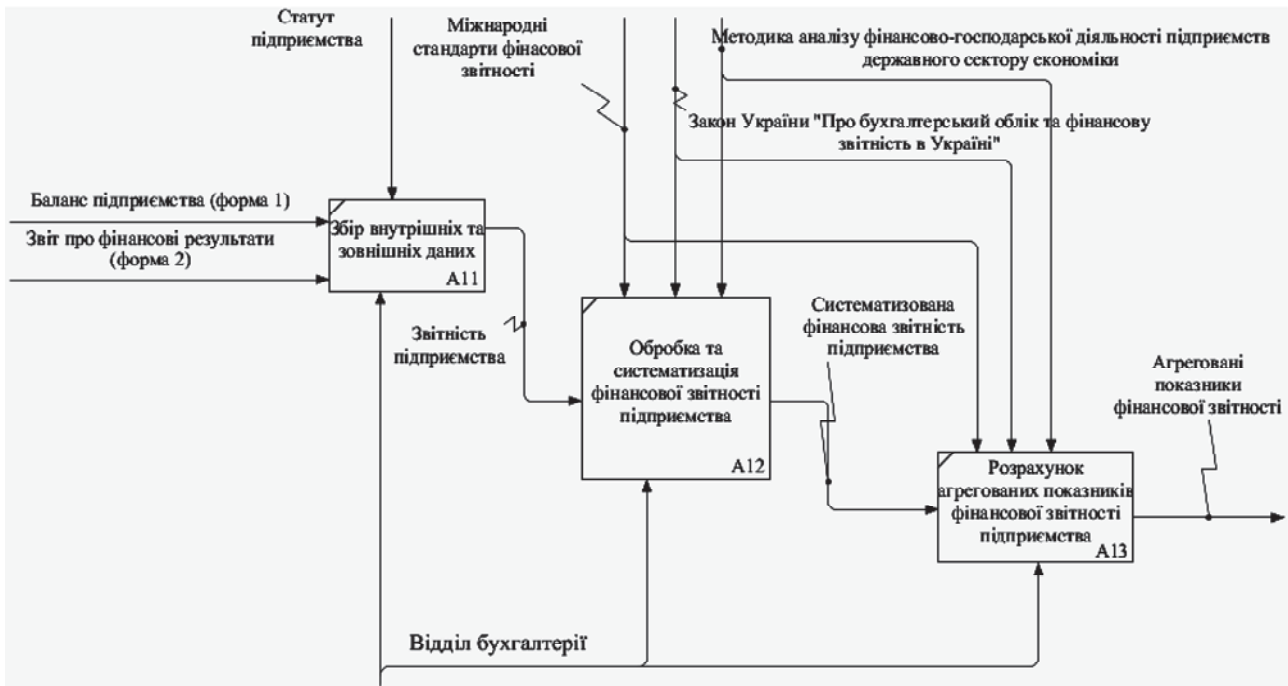 Статут
підприємства
Міжнародні
стандарти фінасової
звітності
Методика аналізу фінансово-господарської діяльності підприємств
державного сектору економіки
Закон України "Про бухгалтерський облік та фінансову
звітність в Україні"
Баланс підприємства (форма 1)
Звіт про фінансові результати
(форма 2)
Збір внутрішніх та
зовнішніх даних
A11
Звітність
підприємства
Обробка та
систематизація
фінансової звітності
підприємства
A12
Систематизована
фінансова звітність
підприємства
Агреговані
показники
фінансової звітності
Розрахунок
агрегованих показників
фінансової звітності
підприємства
A13
Відділ бухгалтерії